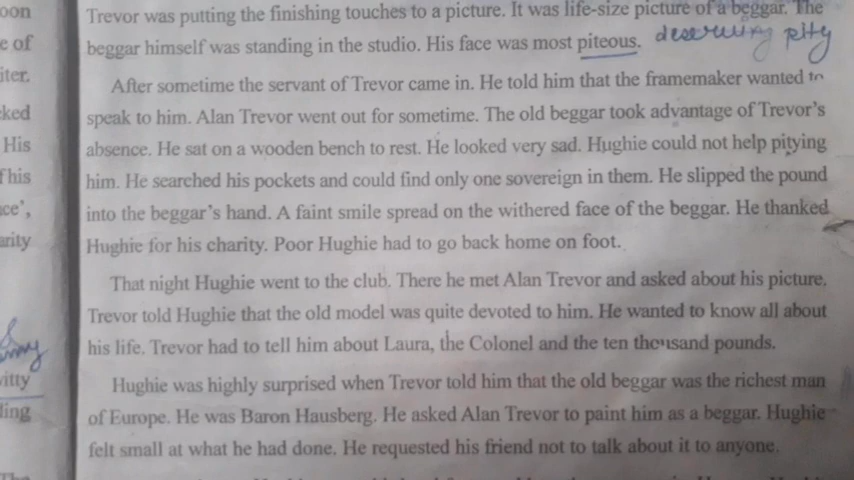 oon Trevor was putting the finishing touches to a picture. It was life-size picture of a beggar. The
e of beggar himself was standing in the studio. His face was most piteous. deserving pity
iter. After sometime the servant of Trevor came in. He told him that the framemaker wanted to
cked speak to him. Alan Trevor went out for sometime. The old beggar took advantage of Trevor's
His absence. He sat on a wooden bench to rest. He looked very sad. Hughie could not help pitying
f his him. He searched his pockets and could find only one sovereign in them. He slipped the pound
ce', into the beggar's hand. A faint smile spread on the withered face of the beggar. He thanked
arity Hughie for his charity. Poor Hughie had to go back home on foot.
That night Hughie went to the club. There he met Alan Trevor and asked about his picture.
Trevor told Hughie that the old model was quite devoted to him. He wanted to know all about
his life. Trevor had to tell him about Laura, the Colonel and the ten thousand pounds.
vitty Hughie was highly surprised when Trevor told him that the old beggar was the richest man
ling of Europe. He was Baron Hausberg. He asked Alan Trevor to paint him as a beggar. Hughie
felt small at what he had done. He requested his friend not to talk about it to anyone.